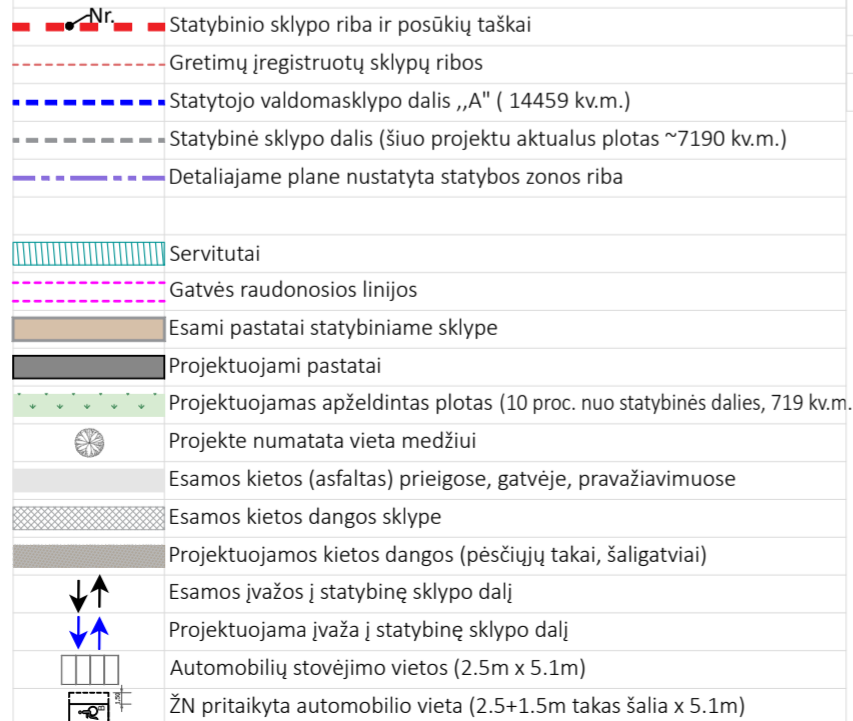 Nr.
Statybinio sklypo riba ir posūkių taškai
Gretimų įregistruotų sklypų ribos
Statytojo valdomasklypo dalis ,,A" ( 14459 kv.m.)
Statybinė sklypo dalis (šiuo projektu aktualus plotas ~7190 kv.m.)
Detaliajame plane nustatyta statybos zonos riba
Servitutai
Gatvės raudonosios linijos
Esami pastatai statybiniame sklype
Projektuojami pastatai
Projektuojamas apželdintas plotas (10 proc. nuo statybinės dalies, 719 kv.m.
Projekte numatata vieta medžiui
Esamos kietos (asfaltas) prieigose, gatvėje, pravažiavimuose
Esamos kietos dangos sklype
Projektuojamos kietos dangos (pėsčiųjų takai, šaligatviai)
Esamos įvažos į statybinę sklypo dalį
Projektuojama įvaža į statybinę sklypo dalį
Automobilių stovėjimo vietos (2.5m x 5.1m)
1,50
ŽN pritaikyta automobilio vieta (2.5+1.5m takas šalia x 5.1m)